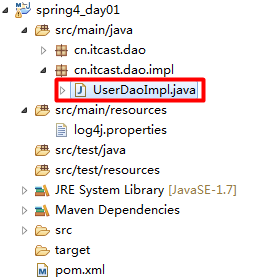 spring4_day01
src/main/java
cn.itcast.dao
cn.itcast.dao.impl
UserDaoImpl.java
src/main/resources
log4j.properties
src/test/java
src/test/resources
JRE System Library [JavaSE-1.7]
Maven Dependencies
src
target
pom.xml